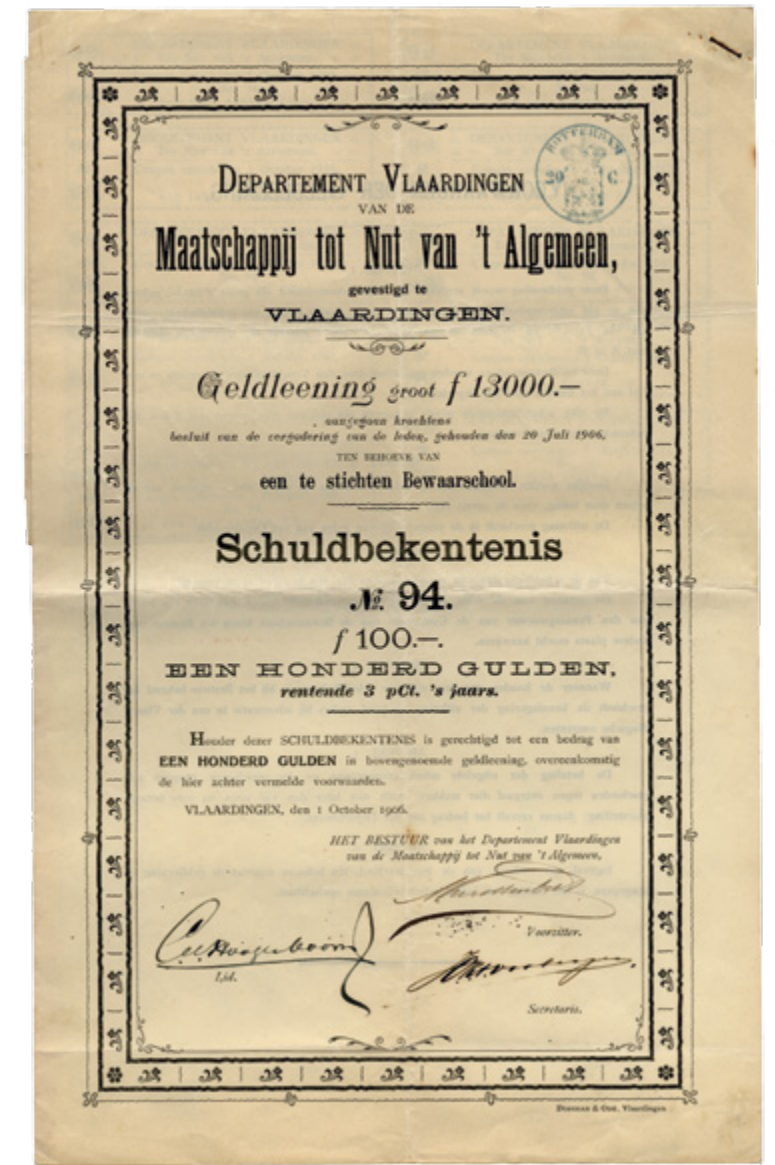 ROTTERDAM
20 C
DEPARTEMENT VLAARDINGEN
VAN DE
Maatschappij tot Nut van 't Algemeen,
gevestigd te
VLAARDINGEN.
Geldleening groot f 13000.—
aangegaan krachtens
besluit van de vergadering van de leden, gehouden den 20 Juli 1906,
TEN BEHOEVE VAN
een te stichten Bewaarschool.
Schuldbekentenis
No. 94.
f 100.—.
EEN HONDERD GULDEN,
rentende 3 pCt. 's jaars.
Houder dezer SCHULDBEKENTENIS is gerechtigd tot een bedrag van
EEN HONDERD GULDEN in bovengenoemde geldleening, overeenkomstig
de hier achter vermelde voorwaarden.
VLAARDINGEN, den 1 October 1906.
HET BESTUUR van het Departement Vlaardingen
van de Maatschappij tot Nut van 't Algemeen,
Voorzitter.
Lid.
Secretaris.
& Vlaardingen